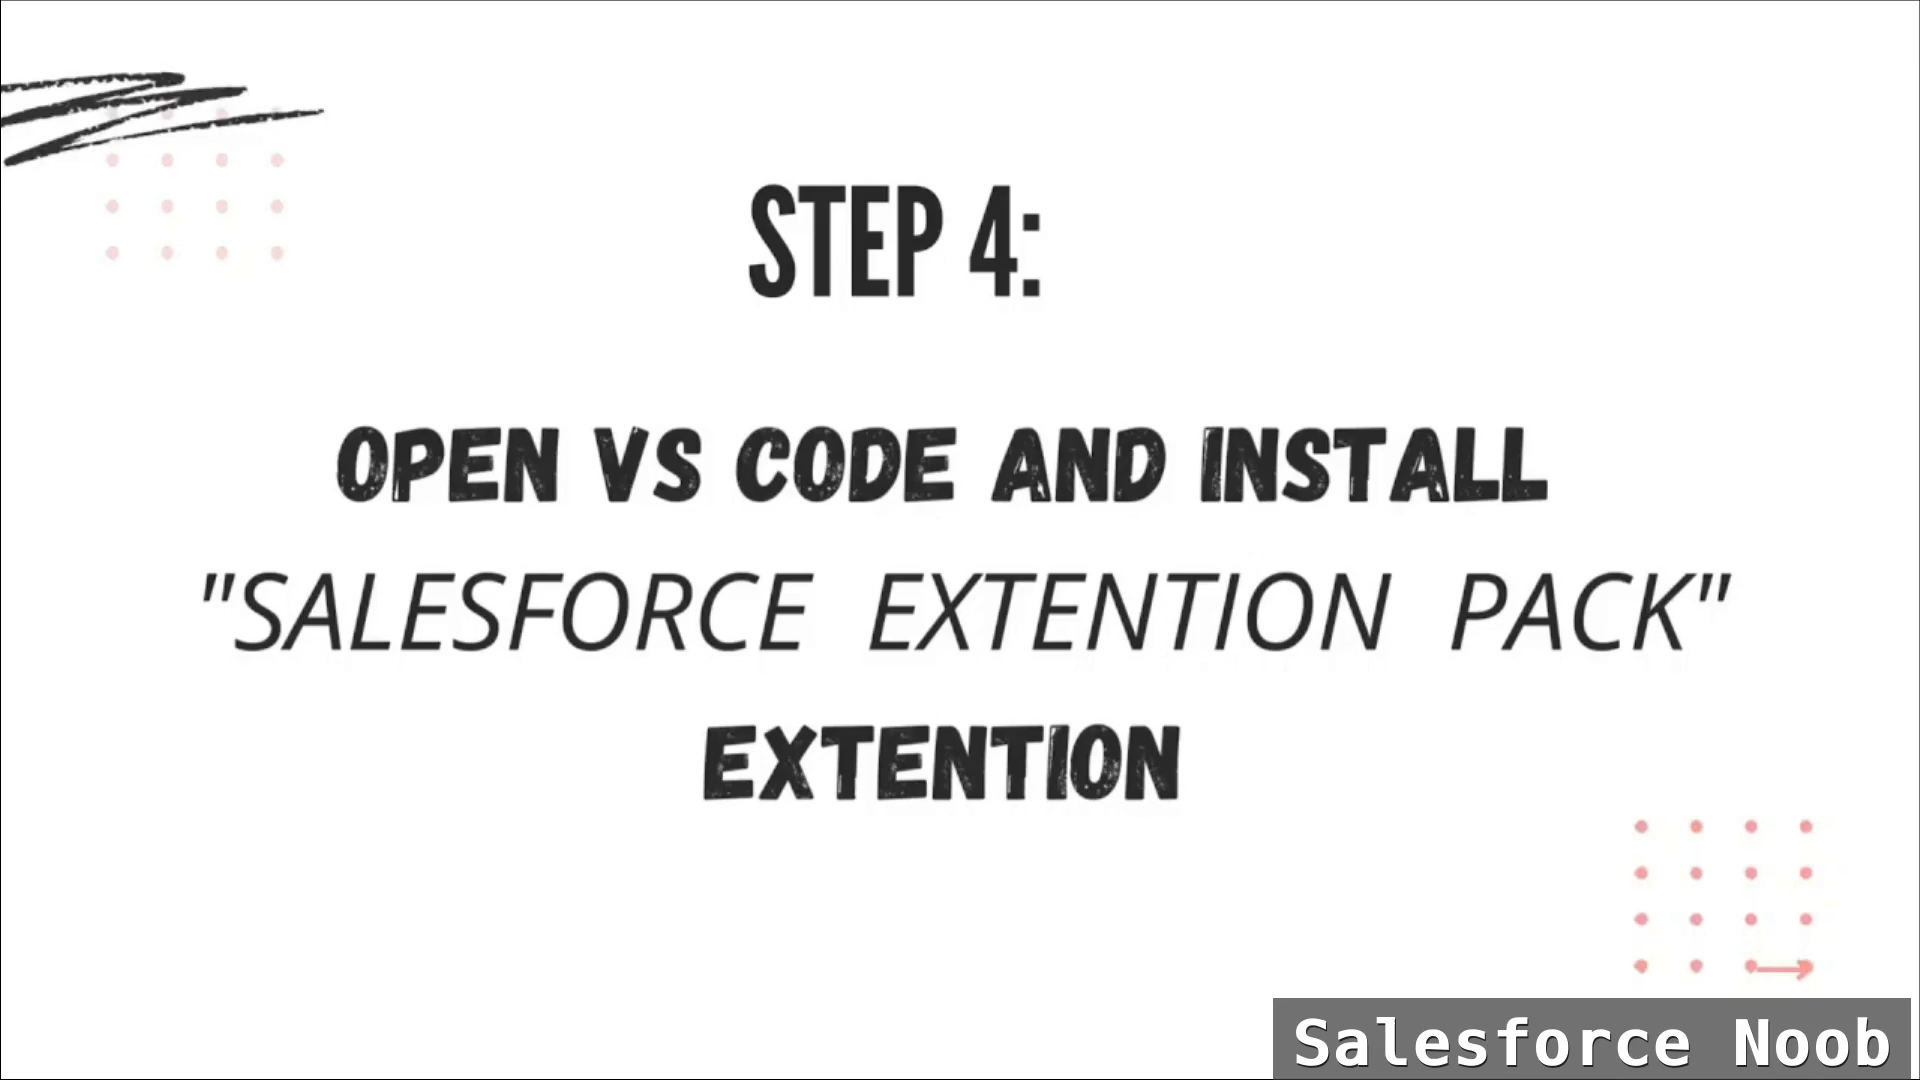 STEP 4:
OPEN VS CODE AND INSTALL
"SALESFORCE EXTENTION PACK"
EXTENTION
Salesforce Noob